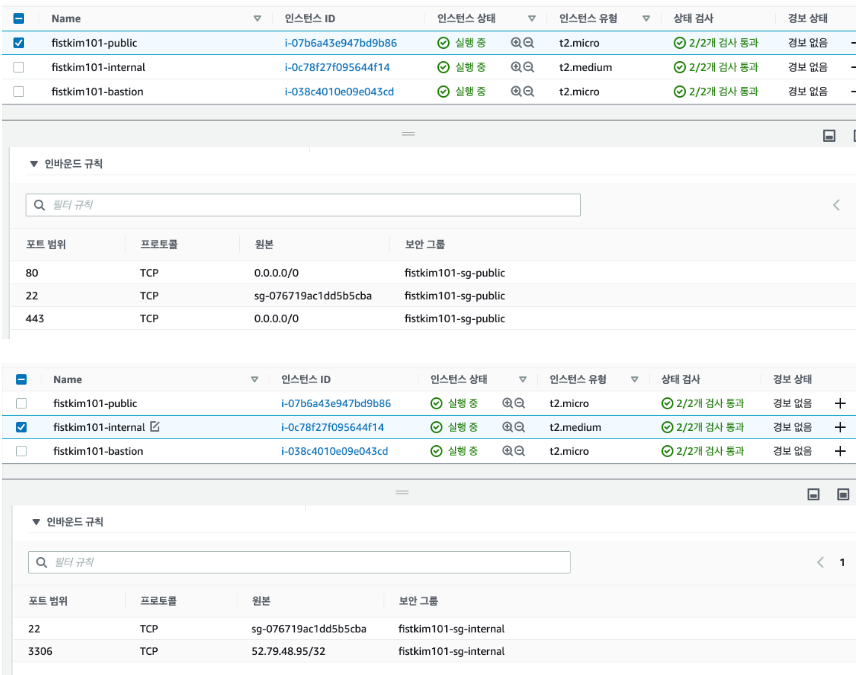 Name 인스턴스 ID 인스턴스 상태 인스턴스 유형 상태 검사 경보 상태
fistkim101-public i-07b6a43e947bd9b86 실행 중 t2.micro 2/2개 검사 통과 경보 없음
fistkim101-internal i-0c78f27f095644f14 실행 중 t2.medium 2/2개 검사 통과 경보 없음
fistkim101-bastion i-038c4010e09e043cd 실행 중 t2.micro 2/2개 검사 통과 경보 없음
인바운드 규칙
필터 규칙
포트 범위 프로토콜 원본 보안 그룹
80 TCP 0.0.0.0/0 fistkim101-sg-public
22 TCP sg-076719ac1dd5b5cba fistkim101-sg-public
443 TCP 0.0.0.0/0 fistkim101-sg-public
Name 인스턴스 ID 인스턴스 상태 인스턴스 유형 상태 검사 경보 상태
fistkim101-public i-07b6a43e947bd9b86 실행 중 t2.micro 2/2개 검사 통과 경보 없음
fistkim101-internal i-0c78f27f095644f14 실행 중 t2.medium 2/2개 검사 통과 경보 없음
fistkim101-bastion i-038c4010e09e043cd 실행 중 t2.micro 2/2개 검사 통과 경보 없음
인바운드 규칙
필터 규칙 1
포트 범위 프로토콜 원본 보안 그룹
22 TCP sg-076719ac1dd5b5cba fistkim101-sg-internal
3306 TCP 52.79.48.95/32 fistkim101-sg-internal